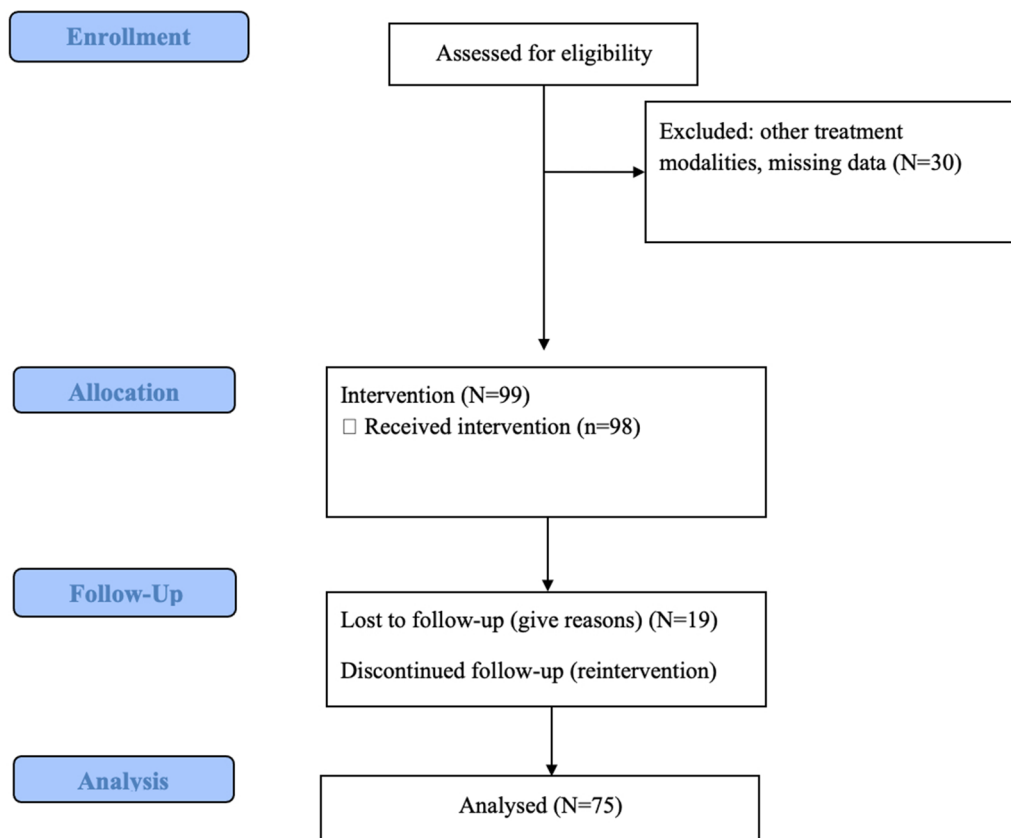 Enrollment
Assessed for eligibility
Excluded: other treatment
modalities, missing data (N=30)
Allocation
Intervention (N=99)
□ Received intervention (n=98)
Follow-Up
Lost to follow-up (give reasons) (N=19)
Discontinued follow-up (reintervention)
Analysis
Analysed (N=75)